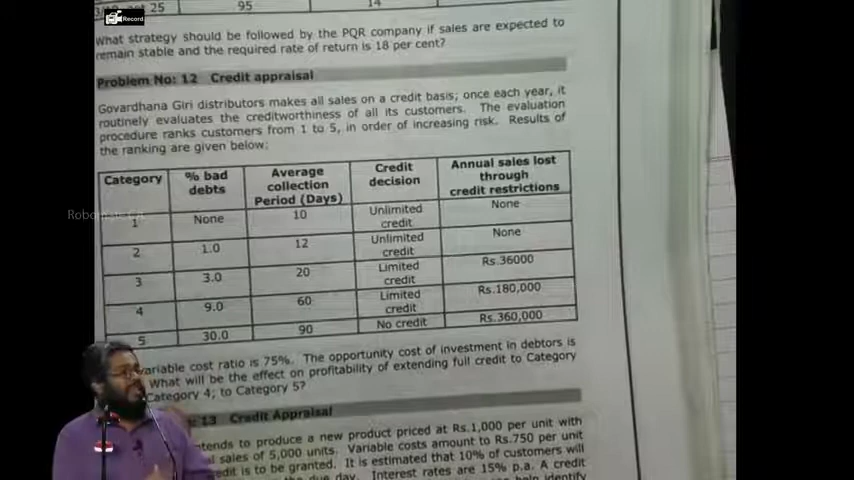 25 95 14
Record
What strategy should be followed by the PQR company if sales are expected to
remain stable and the required rate of return is 18 per cent?
Problem No: 12 Credit appraisal
Govardhana Giri distributors makes all sales on a credit basis; once each year, it
routinely evaluates the creditworthiness of all its customers. The evaluation
procedure ranks customers from 1 to 5, in order of increasing risk. Results of
the ranking are given below:
Category % bad debts Average collection Period (Days) Credit decision Annual sales lost through credit restrictions
1 None 10 Unlimited credit None
2 1.0 12 Unlimited credit None
3 3.0 20 Limited credit Rs.36000
4 9.0 60 Limited credit Rs.180,000
5 30.0 90 No credit Rs.360,000
variable cost ratio is 75%. The opportunity cost of investment in debtors is
What will be the effect on profitability of extending full credit to Category
Category 4; to Category 5?
13 Credit Appraisal
intends to produce a new product priced at Rs.1,000 per unit with
sales of 5,000 units. Variable costs amount to Rs.750 per unit
is to be granted. It is estimated that 10% of customers will
the due day. Interest rates are 15% p.a. A credit
help identify